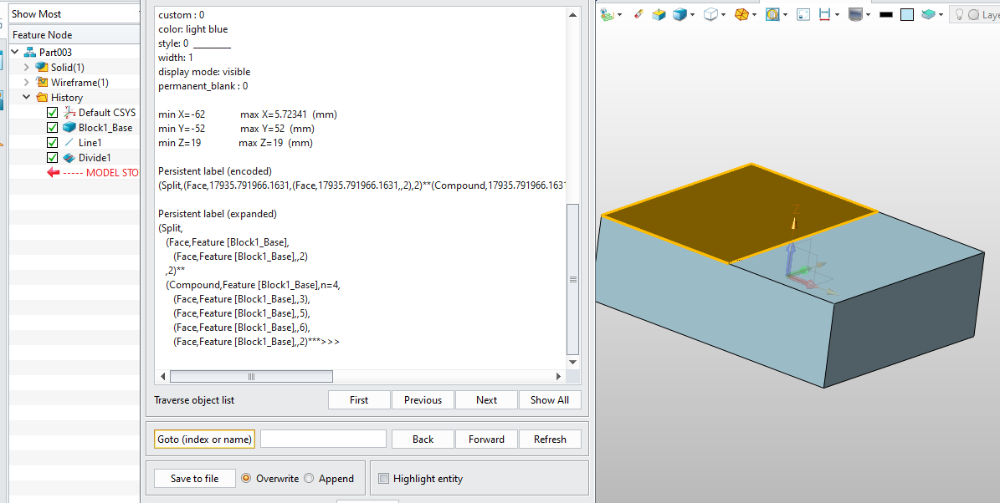 Show Most
Feature Node
Part003
Solid(1)
Wireframe(1)
History
Default CSYS
Block1_Base
Line1
Divide1
----- MODEL STO
custom : 0
color: light blue
style: 0 ________
width: 1
display mode: visible
permanent_blank : 0
min X=-62 max X=5.72341 (mm)
min Y=-52 max Y=52 (mm)
min Z=19 max Z=19 (mm)
Persistent label (encoded)
(Split,(Face,17935.791966.1631,(Face,17935.791966.1631,,2),2)**(Compound,17935.791966.1631
Persistent label (expanded)
(Split,
(Face,Feature [Block1_Base],
(Face,Feature [Block1_Base],,2)
,2)**
(Compound,Feature [Block1_Base],n=4,
(Face,Feature [Block1_Base],,3),
(Face,Feature [Block1_Base],,5),
(Face,Feature [Block1_Base],,6),
(Face,Feature [Block1_Base],,2)***>>>
Traverse object list
First
Previous
Next
Show All
Goto (index or name)
Back
Forward
Refresh
Save to file
Overwrite
Append
Highlight entity
Laye
Z